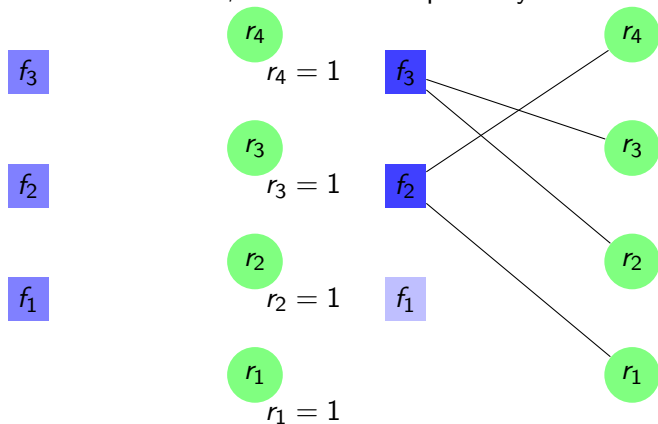 r4 r4
f3 r4 = 1 f3
r3 r3
f2 r3 = 1 f2
r2 r2
f1 r2 = 1 f1
r1 r1
r1 = 1